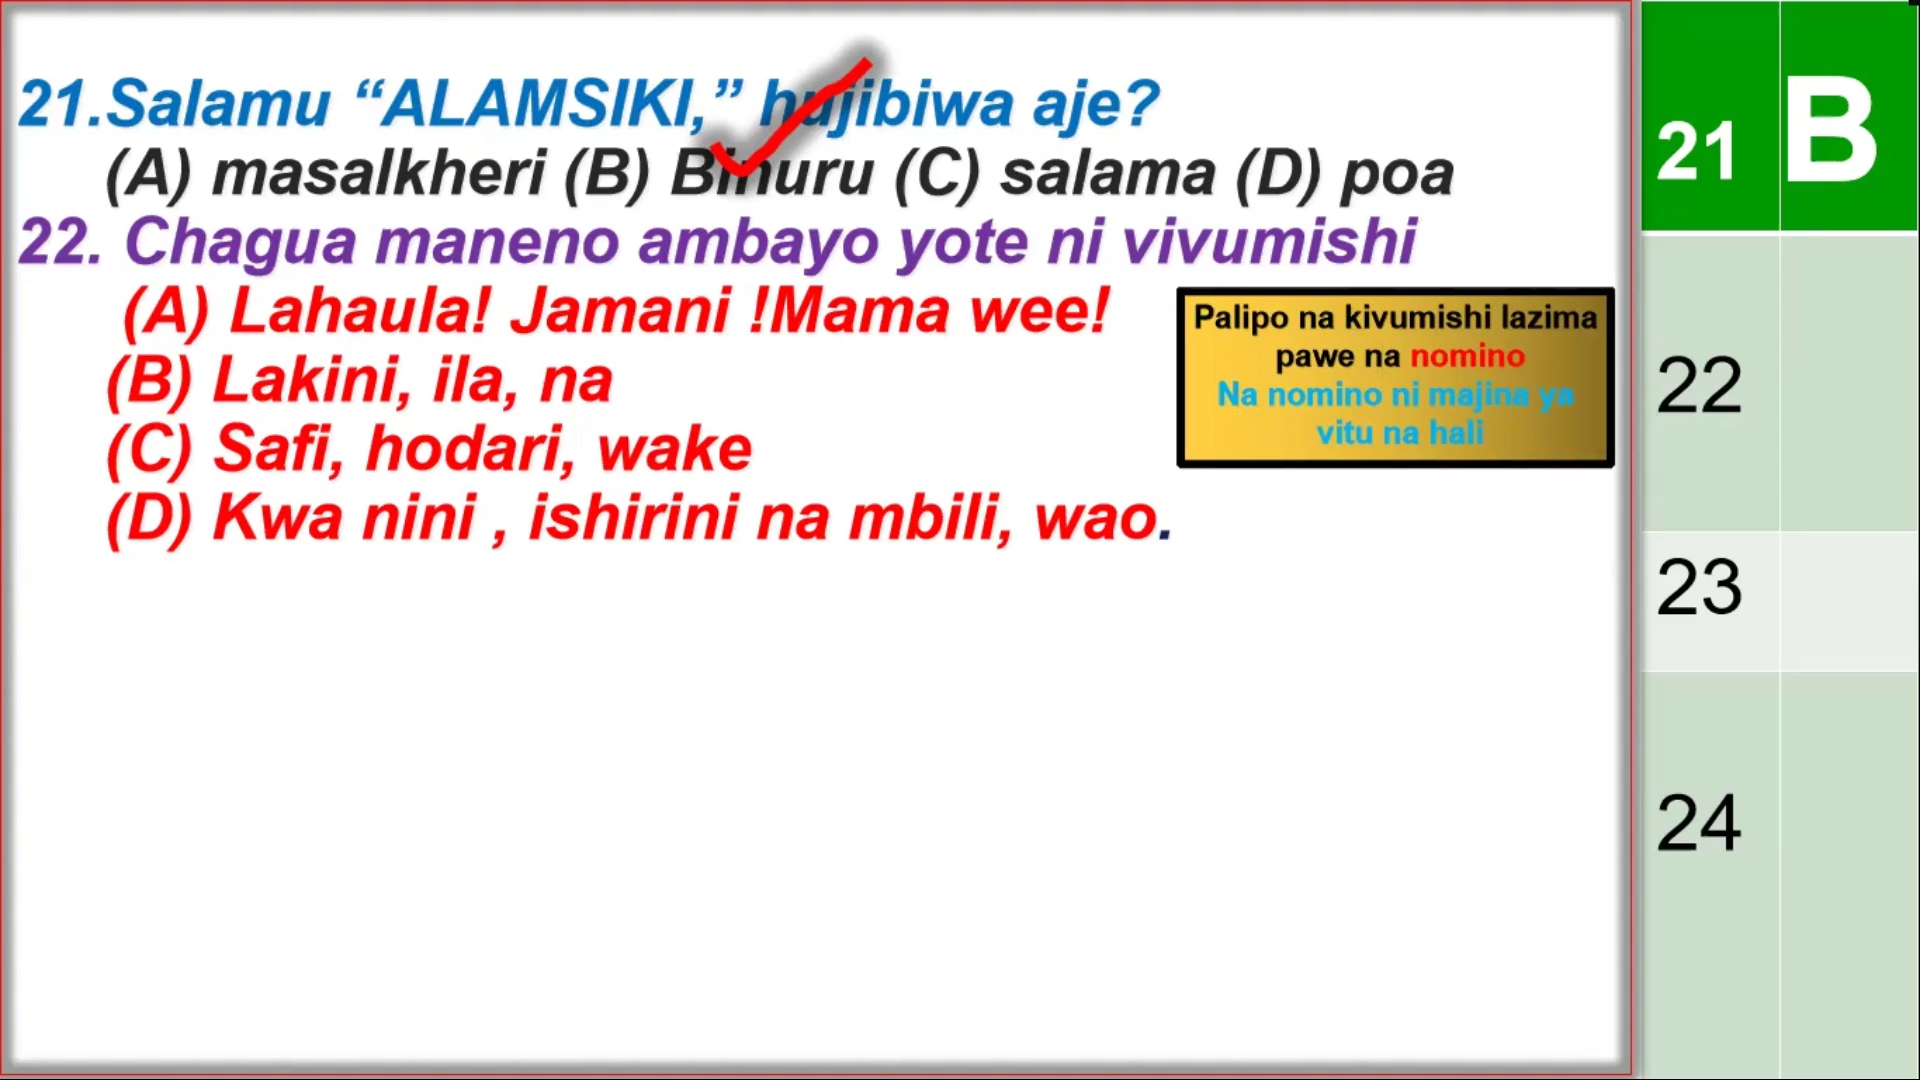 21.Salamu “ALAMSIKI,” hujibiwa aje?
(A) masalkheri (B) Binuru (C) salama (D) poa
22. Chagua maneno ambayo yote ni vivumishi
(A) Lahaula! Jamani !Mama wee!
(B) Lakini, ila, na
(C) Safi, hodari, wake
(D) Kwa nini , ishirini na mbili, wao.
Palipo na kivumishi lazima
pawe na nomino
Na nomino ni majina ya
vitu na hali
21 B
22
23
24